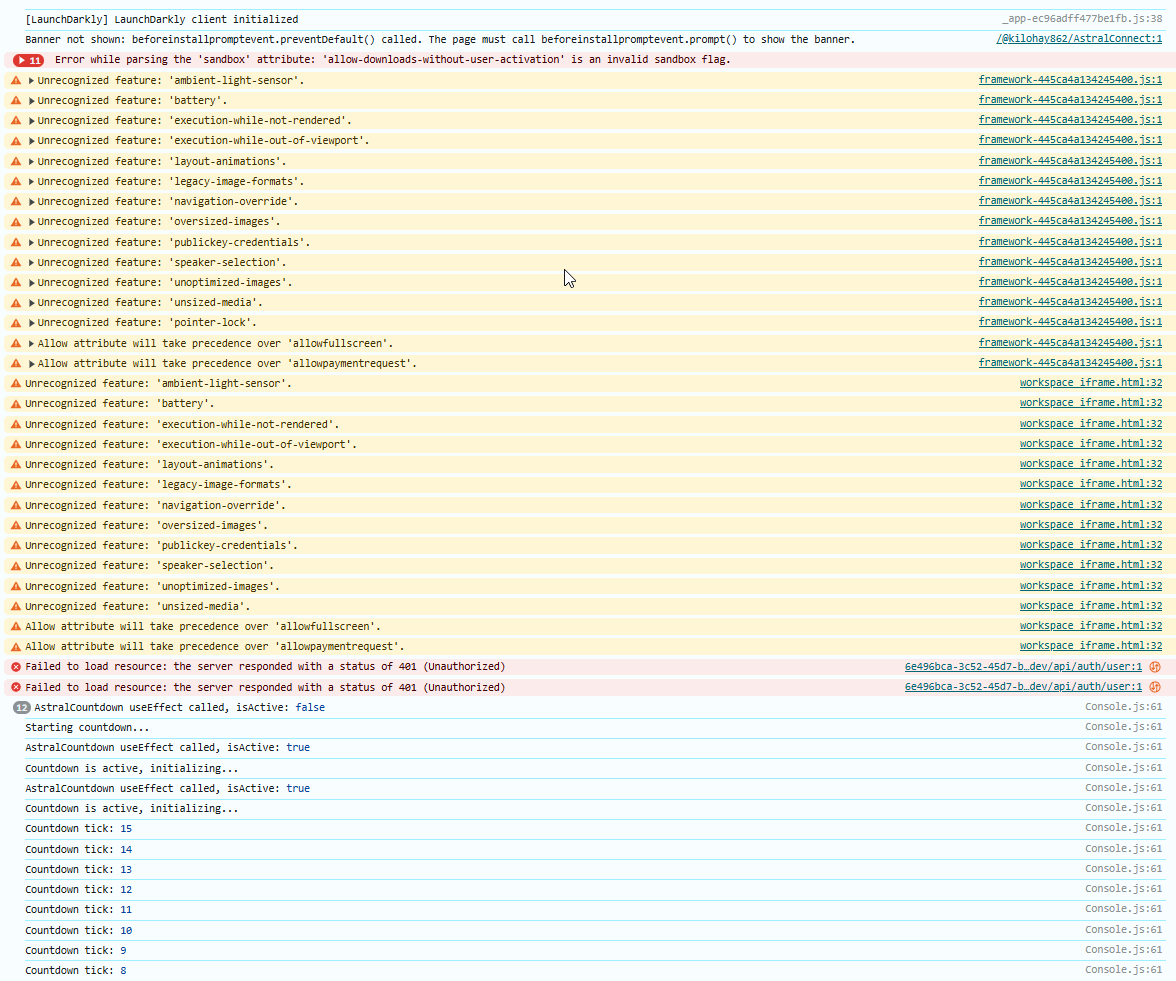 [LaunchDarkly] LaunchDarkly client initialized _app-ec96adff477be1fb.js:38
Banner not shown: beforeinstallpromptevent.preventDefault() called. The page must call beforeinstallpromptevent.prompt() to show the banner. /@kilohay862/AstralConnect:1
11 Error while parsing the 'sandbox' attribute: 'allow-downloads-without-user-activation' is an invalid sandbox flag.
Unrecognized feature: 'ambient-light-sensor'. framework-445ca4a134245400.js:1
Unrecognized feature: 'battery'. framework-445ca4a134245400.js:1
Unrecognized feature: 'execution-while-not-rendered'. framework-445ca4a134245400.js:1
Unrecognized feature: 'execution-while-out-of-viewport'. framework-445ca4a134245400.js:1
Unrecognized feature: 'layout-animations'. framework-445ca4a134245400.js:1
Unrecognized feature: 'legacy-image-formats'. framework-445ca4a134245400.js:1
Unrecognized feature: 'navigation-override'. framework-445ca4a134245400.js:1
Unrecognized feature: 'oversized-images'. framework-445ca4a134245400.js:1
Unrecognized feature: 'publickey-credentials'. framework-445ca4a134245400.js:1
Unrecognized feature: 'speaker-selection'. framework-445ca4a134245400.js:1
Unrecognized feature: 'unoptimized-images'. framework-445ca4a134245400.js:1
Unrecognized feature: 'unsized-media'. framework-445ca4a134245400.js:1
Unrecognized feature: 'pointer-lock'. framework-445ca4a134245400.js:1
Allow attribute will take precedence over 'allowfullscreen'. framework-445ca4a134245400.js:1
Allow attribute will take precedence over 'allowpaymentrequest'. framework-445ca4a134245400.js:1
Unrecognized feature: 'ambient-light-sensor'. workspace_iframe.html:32
Unrecognized feature: 'battery'. workspace_iframe.html:32
Unrecognized feature: 'execution-while-not-rendered'. workspace_iframe.html:32
Unrecognized feature: 'execution-while-out-of-viewport'. workspace_iframe.html:32
Unrecognized feature: 'layout-animations'. workspace_iframe.html:32
Unrecognized feature: 'legacy-image-formats'. workspace_iframe.html:32
Unrecognized feature: 'navigation-override'. workspace_iframe.html:32
Unrecognized feature: 'oversized-images'. workspace_iframe.html:32
Unrecognized feature: 'publickey-credentials'. workspace_iframe.html:32
Unrecognized feature: 'speaker-selection'. workspace_iframe.html:32
Unrecognized feature: 'unoptimized-images'. workspace_iframe.html:32
Unrecognized feature: 'unsized-media'. workspace_iframe.html:32
Allow attribute will take precedence over 'allowfullscreen'. workspace_iframe.html:32
Allow attribute will take precedence over 'allowpaymentrequest'. workspace_iframe.html:32
Failed to load resource: the server responded with a status of 401 (Unauthorized) 6e496bca-3c52-45d7-b…dev/api/auth/user:1
Failed to load resource: the server responded with a status of 401 (Unauthorized) 6e496bca-3c52-45d7-b…dev/api/auth/user:1
12 AstralCountdown useEffect called, isActive: false Console.js:61
Starting countdown... Console.js:61
AstralCountdown useEffect called, isActive: true Console.js:61
Countdown is active, initializing... Console.js:61
AstralCountdown useEffect called, isActive: true Console.js:61
Countdown is active, initializing... Console.js:61
Countdown tick: 15 Console.js:61
Countdown tick: 14 Console.js:61
Countdown tick: 13 Console.js:61
Countdown tick: 12 Console.js:61
Countdown tick: 11 Console.js:61
Countdown tick: 10 Console.js:61
Countdown tick: 9 Console.js:61
Countdown tick: 8 Console.js:61